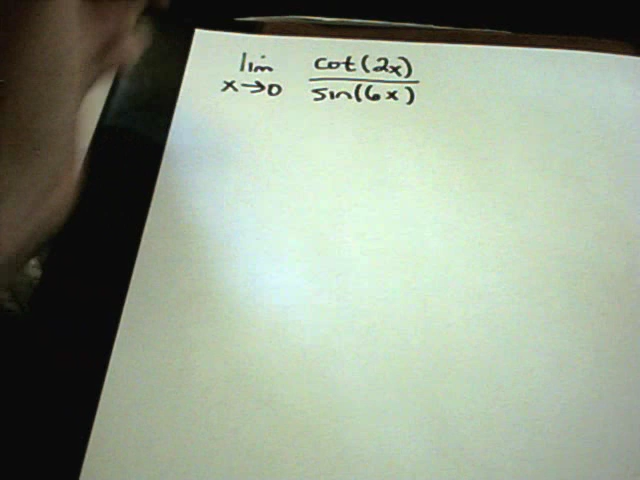 lim cot(2x)
x→0 sin(6x)